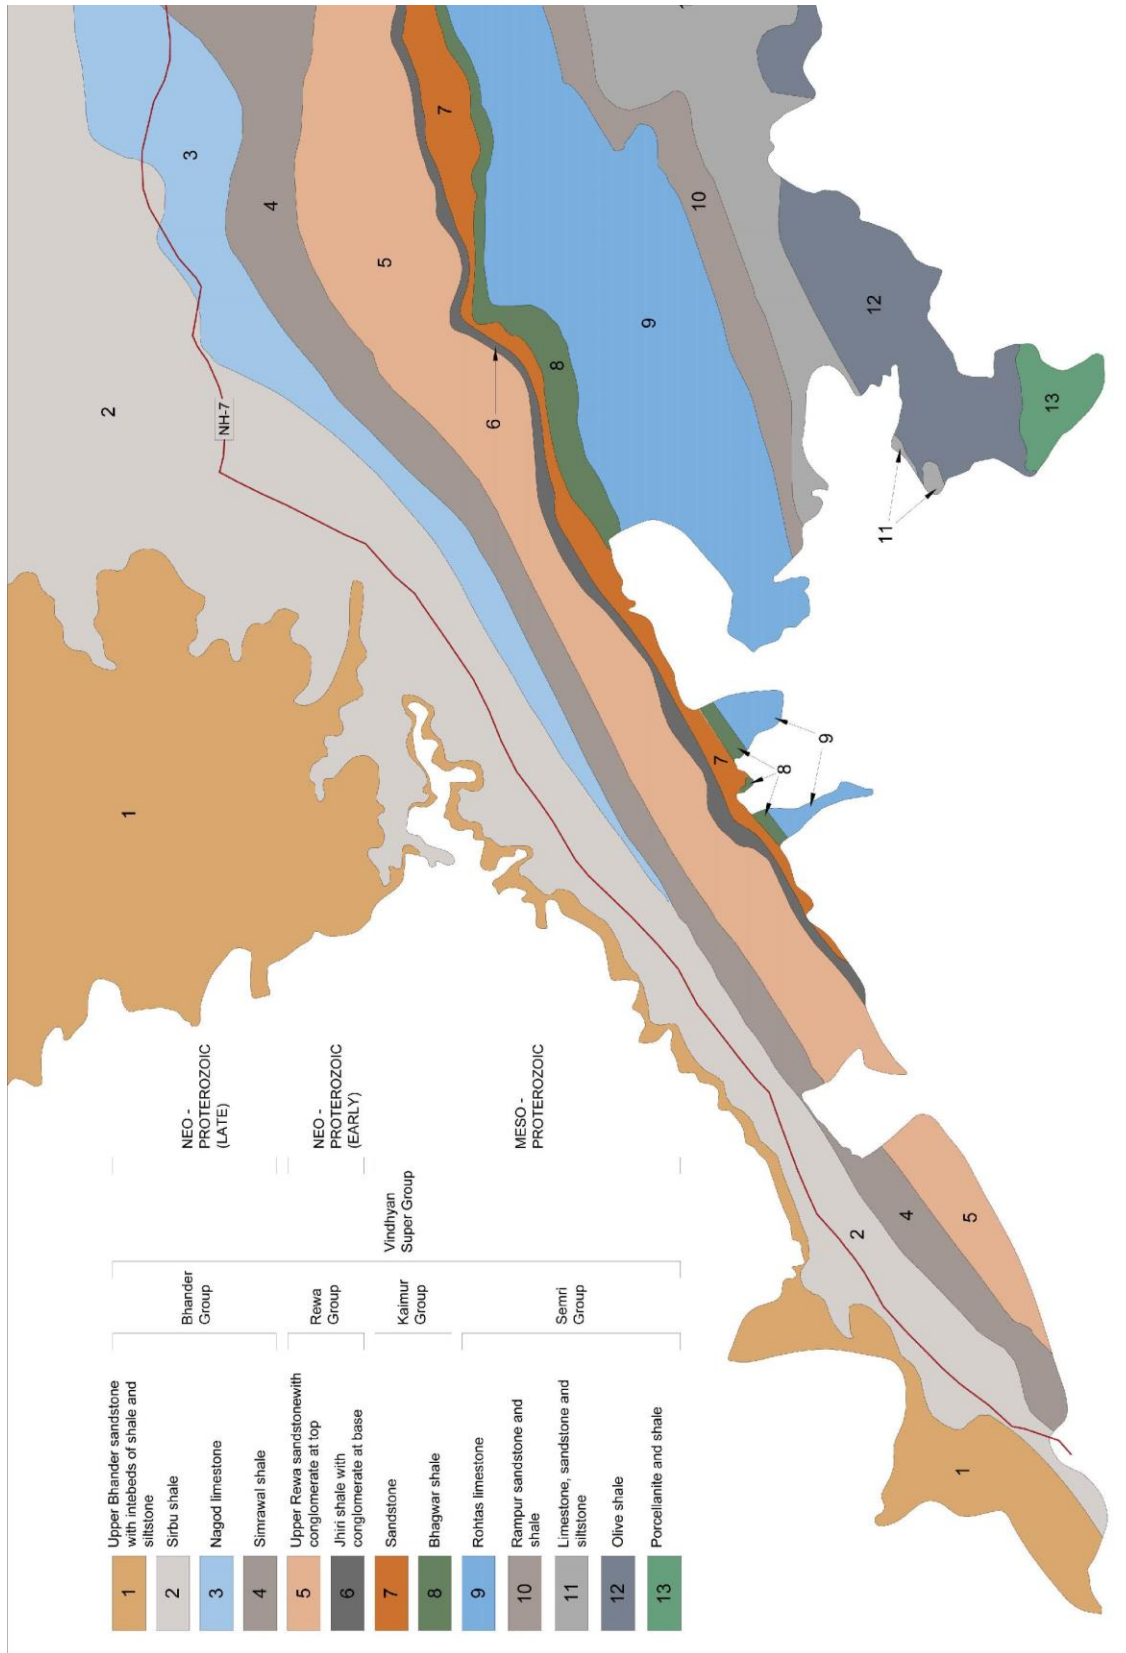 1
Upper Bhander sandstone
with intebeds of shale and
siltstone
2
Sirbu shale
3
Nagod limestone
4
Simrawal shale
5
Upper Rewa sandstonewith
conglomerate at top
6
Jhiri shale with
conglomerate at base
7
Sandstone
8
Bhagwar shale
9
Rohtas limestone
10
Rampur sandstone and
shale
11
Limestone, sandstone and
siltstone
12
Olive shale
13
Porcellanite and shale
Bhander
Group
Rewa
Group
Kaimur
Group
Semri
Group
Vindhyan
Super Group
NEO -
PROTEROZOIC
(LATE)
NEO -
PROTEROZOIC
(EARLY)
MESO -
PROTEROZOIC
1
2
NH-7
3
4
5
6
7
8
9
10
11
12
13
7
8
9
1
2
4
5